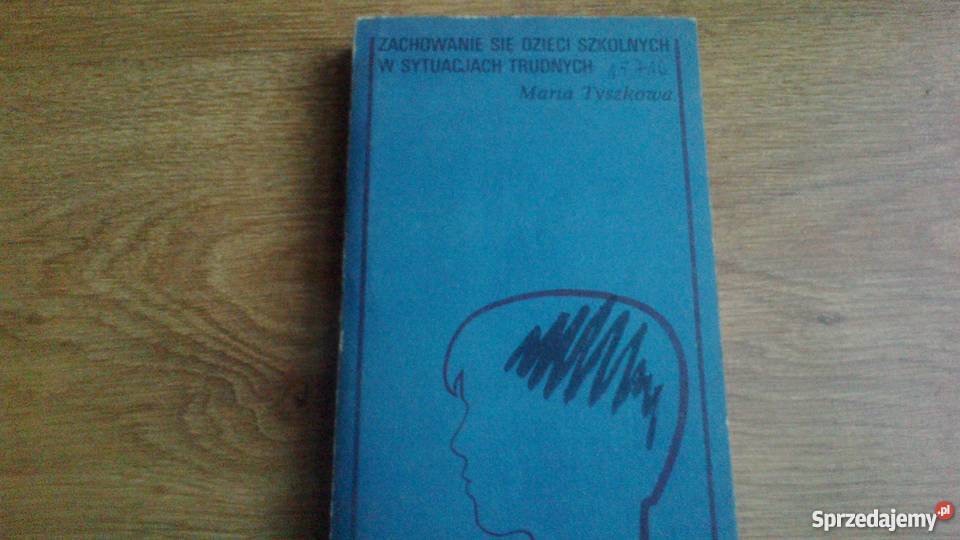 ZACHOWANIE SIĘ DZIECI SZKOLNYCH
W SYTUACJACH TRUDNYCH
Maria Tyszkowa
Sprzedajemy.pl